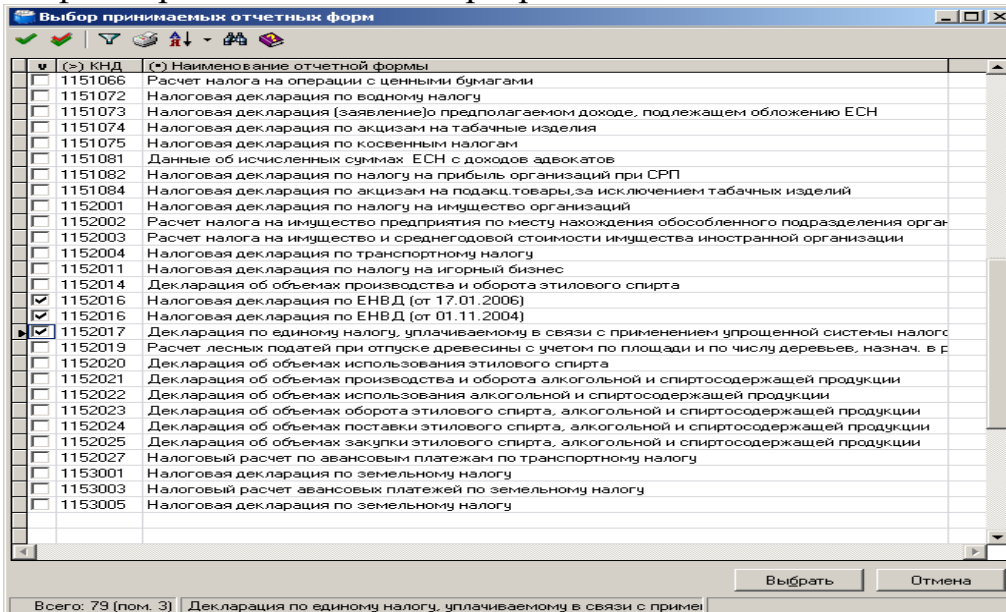 Выбор принимаемых отчетных форм
v (>) КНД (•) Наименование отчетной формы
1151066 Расчет налога на операции с ценными бумагами
1151072 Налоговая декларация по водному налогу
1151073 Налоговая декларация (заявление)о предполагаемом доходе, подлежащем обложению ЕСН
1151074 Налоговая декларация по акцизам на табачные изделия
1151075 Налоговая декларация по косвенным налогам
1151081 Данные об исчисленных суммах ЕСН с доходов адвокатов
1151082 Налоговая декларация по налогу на прибыль организаций при СРП
1151084 Налоговая декларация по акцизам на подакц.товары,за исключением табачных изделий
1152001 Налоговая декларация по налогу на имущество организаций
1152002 Расчет налога на имущество предприятия по месту нахождения обособленного подразделения орган
1152003 Расчет налога на имущество и среднегодовой стоимости имущества иностранной организации
1152004 Налоговая декларация по транспортному налогу
1152011 Налоговая декларация по налогу на игорный бизнес
1152014 Декларация об объемах производства и оборота этилового спирта
1152016 Налоговая декларация по ЕНВД (от 17.01.2006)
1152016 Налоговая декларация по ЕНВД (от 01.11.2004)
1152017 Декларация по единому налогу, уплачиваемому в связи с применением упрощенной системы налого
1152019 Расчет лесных податей при отпуске древесины с учетом по площади и по числу деревьев, назнач. в р
1152020 Декларация об объемах использования этилового спирта
1152021 Декларация об объемах производства и оборота алкогольной и спиртосодержащей продукции
1152022 Декларация об объемах использования алкогольной и спиртосодержащей продукции
1152023 Декларация об объемах оборота этилового спирта, алкогольной и спиртосодержащей продукции
1152024 Декларация об объемах поставки этилового спирта, алкогольной и спиртосодержащей продукции
1152025 Декларация об объемах закупки этилового спирта, алкогольной и спиртосодержащей продукции
1152027 Налоговый расчет по авансовым платежам по транспортному налогу
1153001 Налоговая декларация по земельному налогу
1153003 Налоговый расчет авансовых платежей по земельному налогу
1153005 Налоговая декларация по земельному налогу
Выбрать Отмена
Всего: 79 (пом. 3) Декларация по единому налогу, уплачиваемому в связи с примен